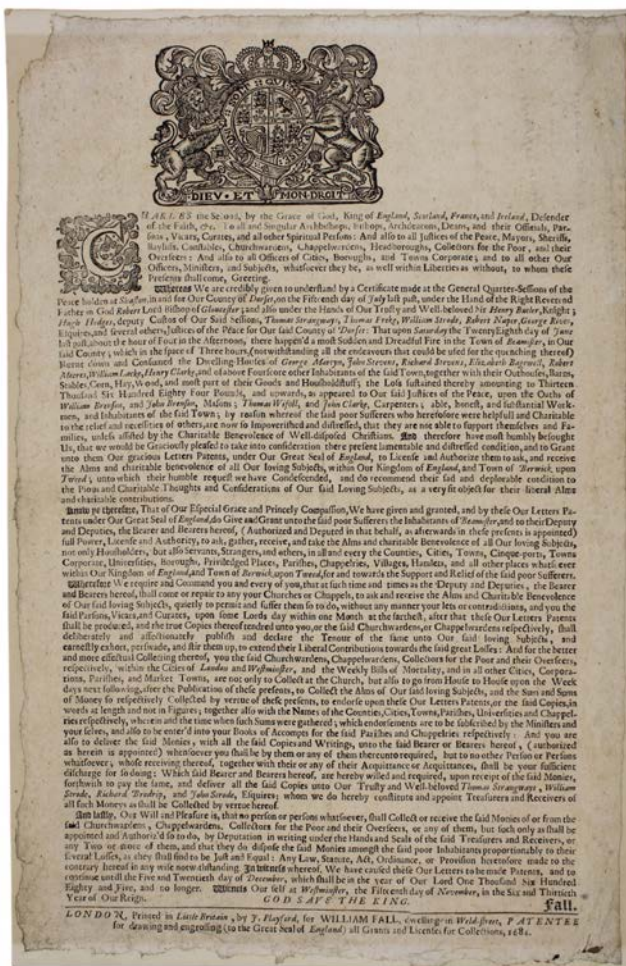 DIEV·ET MON·DROIT
CHARLES the Second, by the Grace of God, King of England, Scotland, France, and Ireland, Defender
of the Faith, &c. To all and Singular Archbishops, Bishops, Archdeacons, Deans, and their Officials, Par-
sons, Vicars, Curates, and all other Spiritual Persons: And also to all Justices of the Peace, Mayors, Sheriffs,
Bayliffs, Constables, Churchwardens, Chappelwardens, Headboroughs, Collectors for the Poor, and their
Overseers: And also to all Officers of Cities, Boroughs, and Towns Corporate; and to all other Our
Officers, Ministers, and Subjects, whatsoever they be, as well within Liberties as without, to whom these
Presents shall come, Greeting.
Whereas We are credibly given to understand by a Certificate made at the General Quarter-Sessions of the
Peace holden at Shaston, in and for Our County of Dorset, on the Fifteenth day of July last past, under the Hand of the Right Reverend
Father in God Robert Lord Bishop of Gloucester; and also under the Hands of Our Trusty and Well-beloved Sir Henry Butler, Knight;
Hugh Hodges, deputy Custos of Our said Sessions, Thomas Strangways, Thomas Freke, William Strode, Robert Naper, George Rives,
Esquires, and several others, Justices of the Peace for Our said County of Dorset: That upon Saturday the Twenty Eighth day of June
last past, about the hour of Four in the Afternoon, there happen'd a most Sudden and Dreadful Fire in the Town of Beamister, in Our
said County; which in the space of Three hours, (notwithstanding all the endeavours that could be used for the quenching thereof)
Burnt down and Consumed the Dwelling-Houses of George Martyn, John Stevens, Richard Stevens, Elizabeth Bagewell, Robert
Meeres, William Lacke, Henry Clarke, and of above Fourscore other Inhabitants of the said Town, together with their Outhouses, Barns,
Stables, Corn, Hay, Wood, and most part of their Goods and Householdstuff; the Loss sustained thereby amounting to Thirteen
Thousand Six Hundred Eighty Four Pounds, and upwards, as appeared to Our said Justices of the Peace, upon the Oaths of
William Brenson, and John Brenson, Masons; Thomas Wifoll, and John Clarke, Carpenters; able, honest, and substantial Work-
men, and Inhabitants of the said Town; by reason whereof the said poor Sufferers who heretofore were helpfull and Charitable
to the relief and necessities of others, are now so Impoverished and distressed, that they are not able to support themselves and Fa-
milies, unless assisted by the Charitable Benevolence of Well-disposed Christians. And therefore have most humbly besought
Us, that we would be Graciously pleased to take into consideration there present lamentable and distressed condition, and to Grant
unto them Our gracious Letters Patents, under Our Great Seal of England, to License and Authorize them to ask, and receive
the Alms and charitable benevolence of all Our loving Subjects, within Our Kingdom of England, and Town of Berwick, upon
Tweed; unto which their humble request we have Condescended, and do recommend their sad and deplorable condition to
the Pious and Charitable Thoughts and Considerations of Our said Loving Subjects, as a very fit object for their liberal Alms
and charitable contributions.
Know ye therefore, That of Our Especial Grace and Princely Compassion, We have given and granted, and by these Our Letters Pa-
tents under Our Great Seal of England, do Give and Grant unto the said poor Sufferers the Inhabitants of Beamister, and to their Deputy
and Deputies, the Bearer and Bearers hereof, (Authorized and Deputed in that behalf, as afterwards in these presents is appointed)
full Power, License and Authority, to ask, gather, receive, and take the Alms and charitable Benevolence of all Our loving Subjects,
not only Housholders, but also Servants, Strangers, and others, in all and every the Counties, Cities, Towns, Cinque-ports, Towns
Corporate, Universities, Boroughs, Priviledged Places, Parishes, Chappelries, Villages, Hamlets, and all other places whatsoever
within Our Kingdom of England, and Town of Berwick, upon Tweed, for and towards the Support and Relief of the said poor Sufferers.
Wherefore We require and Command you and every of you, that at such time and times as the Deputy and Deputies, the Bearer
and Bearers hereof, shall come or repair to any your Churches or Chappels, to ask and receive the Alms and Charitable Benevolence
of Our said loving Subjects, quietly to permit and suffer them so to do, without any manner your lets or contradictions, and you the
said Parsons, Vicars, and Curates, upon some Lords day within One Month at the farthest, after that these Our Letters Patents
shall be produced, and the true Copies thereof tendred unto you, or the said Churchwardens, or Chappelwardens respectively, shall
deliberately and affectionately publish and declare the Tenour of the same unto Our said loving Subjects, and
earnestly exhort, perswade, and stir them up, to extend their Liberal Contributions towards the said great Losses: And for the better
and more effectual Collecting thereof, you the said Churchwardens, Chappelwardens, Collectors for the Poor and their Overseers,
respectively, within the Cities of London and Westminster, and the Weekly Bills of Mortality, and in all other Cities, Corpora-
tions, Parishes, and Market Towns, are not only to Collect at the Church, but also to go from House to House upon the Week
days next following, after the Publication of these presents, to Collect the Alms of Our said loving Subjects, and the Sum and Sums
of Money so respectively Collected by vertue of these presents, to endorse upon these Our Letters Patents, or the said Copies, in
words at length and not in Figures; together also with the Names of the Counties, Cities, Towns, Parishes, Universities and Chappel-
ries respectively, wherein and the time when such Sums were gathered; which endorsements are to be subscribed by the Ministers and
your selves, and also to be enter'd into your Books of Accompts for the said Parishes and Chappelries respectively: And you are
also to deliver the said Monies, with all the said Copies and Writings, unto the said Bearer or Bearers hereof, (authorized
as herein is appointed) whensoever you shall be by them or any of them thereunto required, but to no other Person or Persons
whatsoever, whose receiving thereof, together with their or any of their Acquittance or Acquittances, shall be your sufficient
discharge for so doing: Which said Bearer and Bearers hereof, are hereby willed and required, upon receipt of the said Monies,
forthwith to pay the same, and deliver all the said Copies unto Our Trusty and Well-beloved Thomas Strangways, William
Strode, Richard Brodrip, and John Strode, Esquires; whom we do hereby constitute and appoint Treasurers and Receivers of
all such Moneys as shall be Collected by vertue hereof.
And lastly, Our Will and Pleasure is, that no person or persons whatsoever, shall Collect or receive the said Monies of or from the
said Churchwardens, Chappelwardens, Collectors for the Poor and their Overseers, or any of them, but such only as shall be
appointed and Authoriz'd so to do, by Deputation in writing under the Hands and Seals of the said Treasurers and Receivers, or
any Two or more of them, and that they do dispose the said Monies amongst the said poor Inhabitants proportionably to their
several Losses, as they shall find to be Just and Equal: Any Law, Statute, Act, Ordinance, or Provision heretofore made to the
contrary hereof in any wise notwithstanding. In witness whereof, We have caused these Our Letters to be made Patents, and to
continue until the Five and Twentieth day of December, which shall be in the year of Our Lord One Thousand Six Hundred
Eighty and Five, and no longer. Witness Our self at Westminster, the Fifteenth day of November, in the Six and Thirtieth
Year of Our Reign.
GOD SAVE THE KING.
Fall.
LONDON, Printed in Little Britain, by J. Playford, for WILLIAM FALL, dwelling in Weld-street, PATENTEE
for drawing and engrossing (to the Great Seal of England) all Grants and Licenses for Collections, 1684.